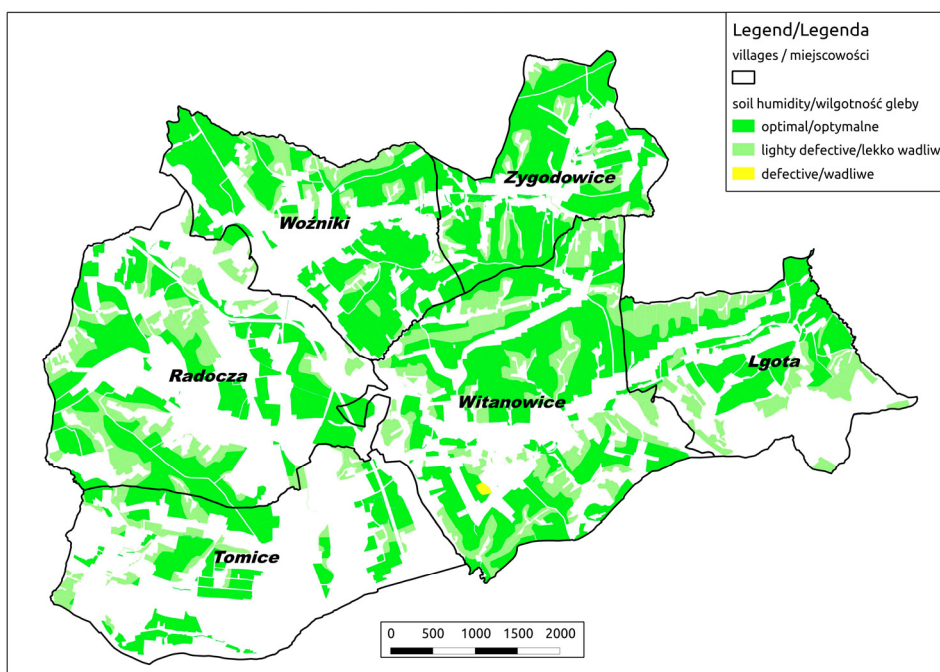 Legend/Legenda
villages / miejscowości
soil humidity/wilgotność gleby
optimal/optymalne
lighty defective/lekko wadliw
defective/wadliwe
Zygodowice
Woźniki
Lgota
Radocza
Witanowice
Tomice
0 500 1000 1500 2000